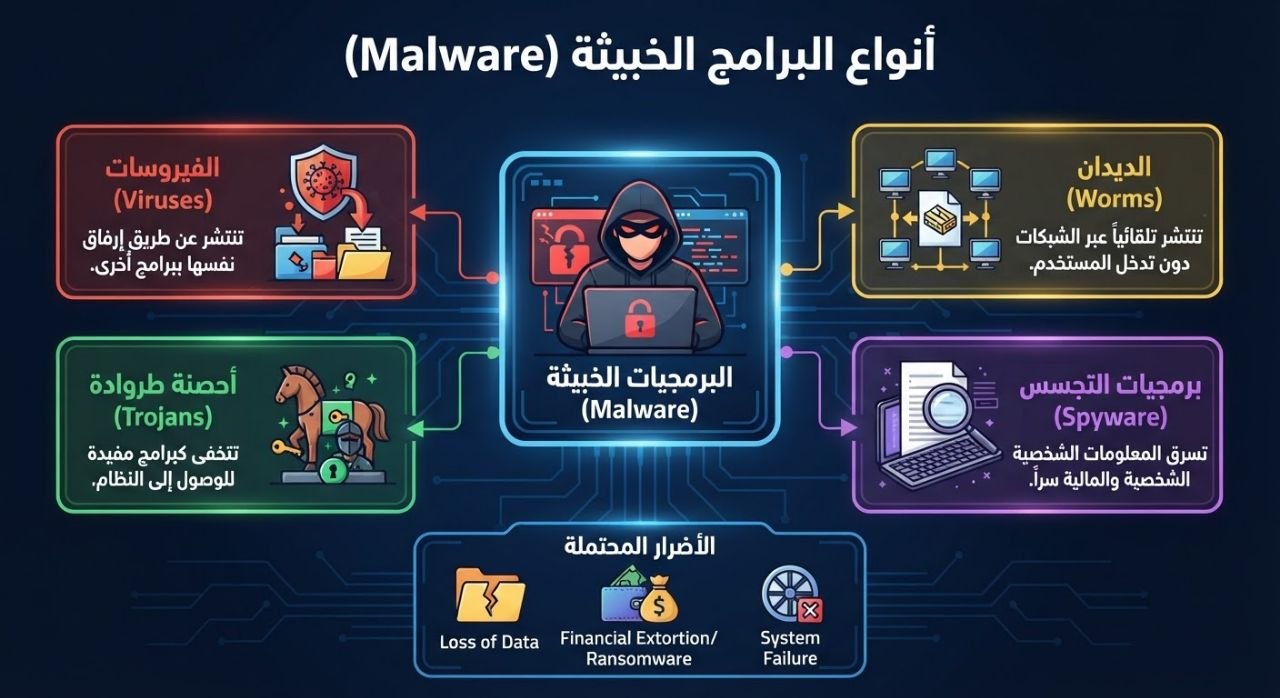 أنواع البرامج الخبيثة (Malware)
الفيروسات
(Viruses)
تنتشر عن طريق إرفاق
نفسها ببرامج أخرى.
الديدان
(Worms)
تنتشر تلقائياً عبر الشبكات
دون تدخل المستخدم.
البرمجيات الخبيثة
(Malware)
أحصنة طروادة
(Trojans)
تتخفى كبرامج مفيدة
للوصول إلى النظام.
برمجيات التجسس
(Spyware)
تسرق المعلومات الشخصية
الشخصية والمالية سراً.
الأضرار المحتملة
Loss of Data
Financial Extortion/
Ransomware
System
Failure